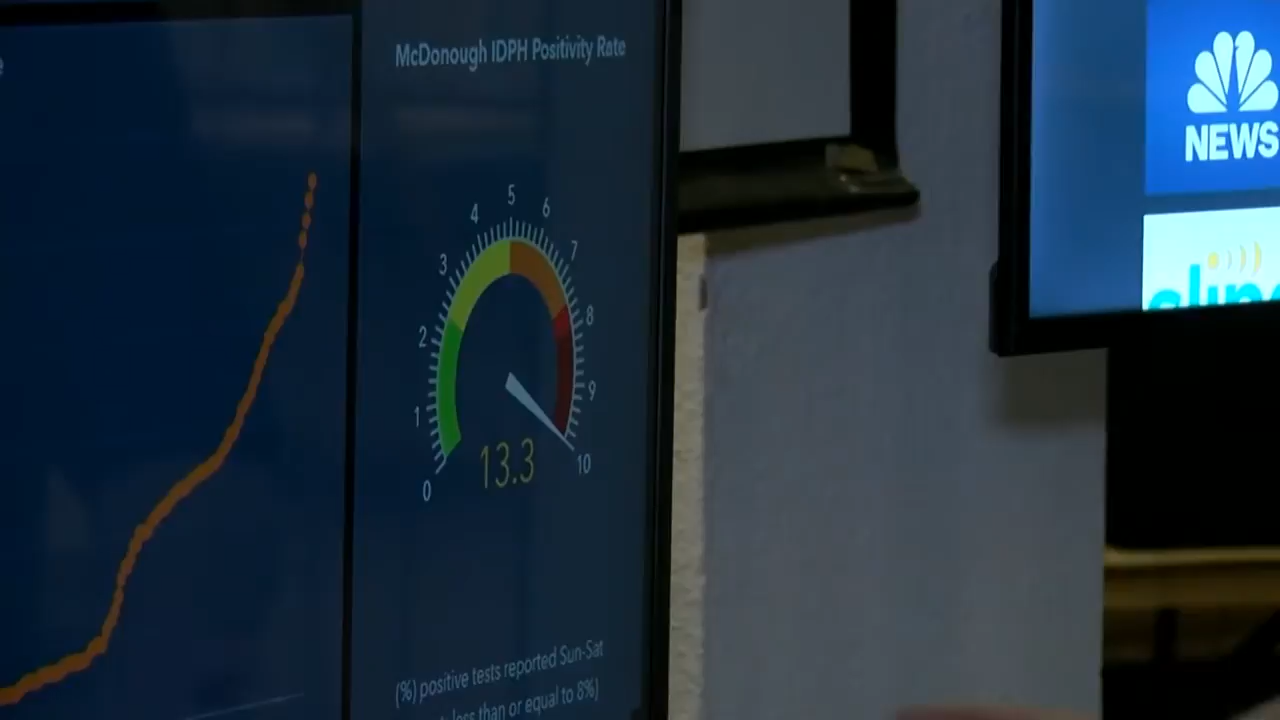 McDonough IDPH Positivity Rate
0
1
2
3
4
5
6
7
8
9
10
13.3
(%) positive tests reported Sun-Sat
less than or equal to 8%)
NEWS
sling